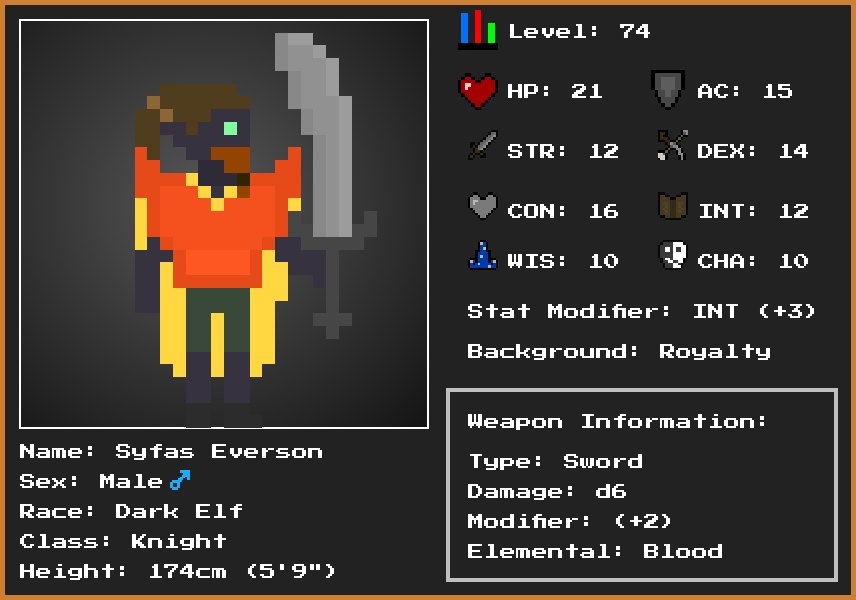 Level: 74
HP: 21
AC: 15
STR: 12
DEX: 14
CON: 16
INT: 12
WIS: 10
CHA: 10
Stat Modifier: INT (+3)
Background: Royalty
Weapon Information:
Type: Sword
Damage: d6
Modifier: (+2)
Elemental: Blood
Name: Syfas Everson
Sex: Male ♂
Race: Dark Elf
Class: Knight
Height: 174cm (5'9")